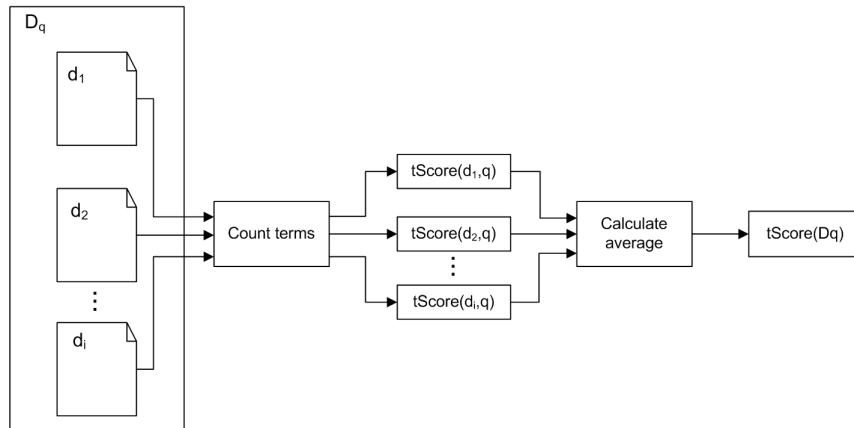 Dq
d1
d2
⋮
di
Count terms
tScore(d1,q)
tScore(d2,q)
⋮
tScore(di,q)
Calculate
average
tScore(Dq)